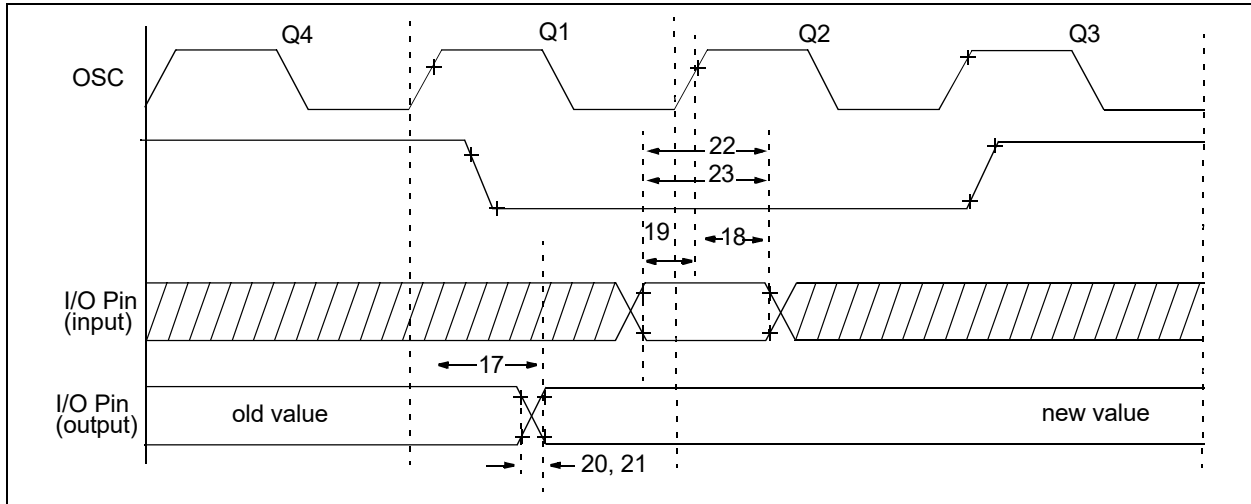 Q4
Q1
Q2
Q3
OSC
22
23
19
18
I/O Pin
(input)
17
I/O Pin
(output)
old value
new value
20, 21